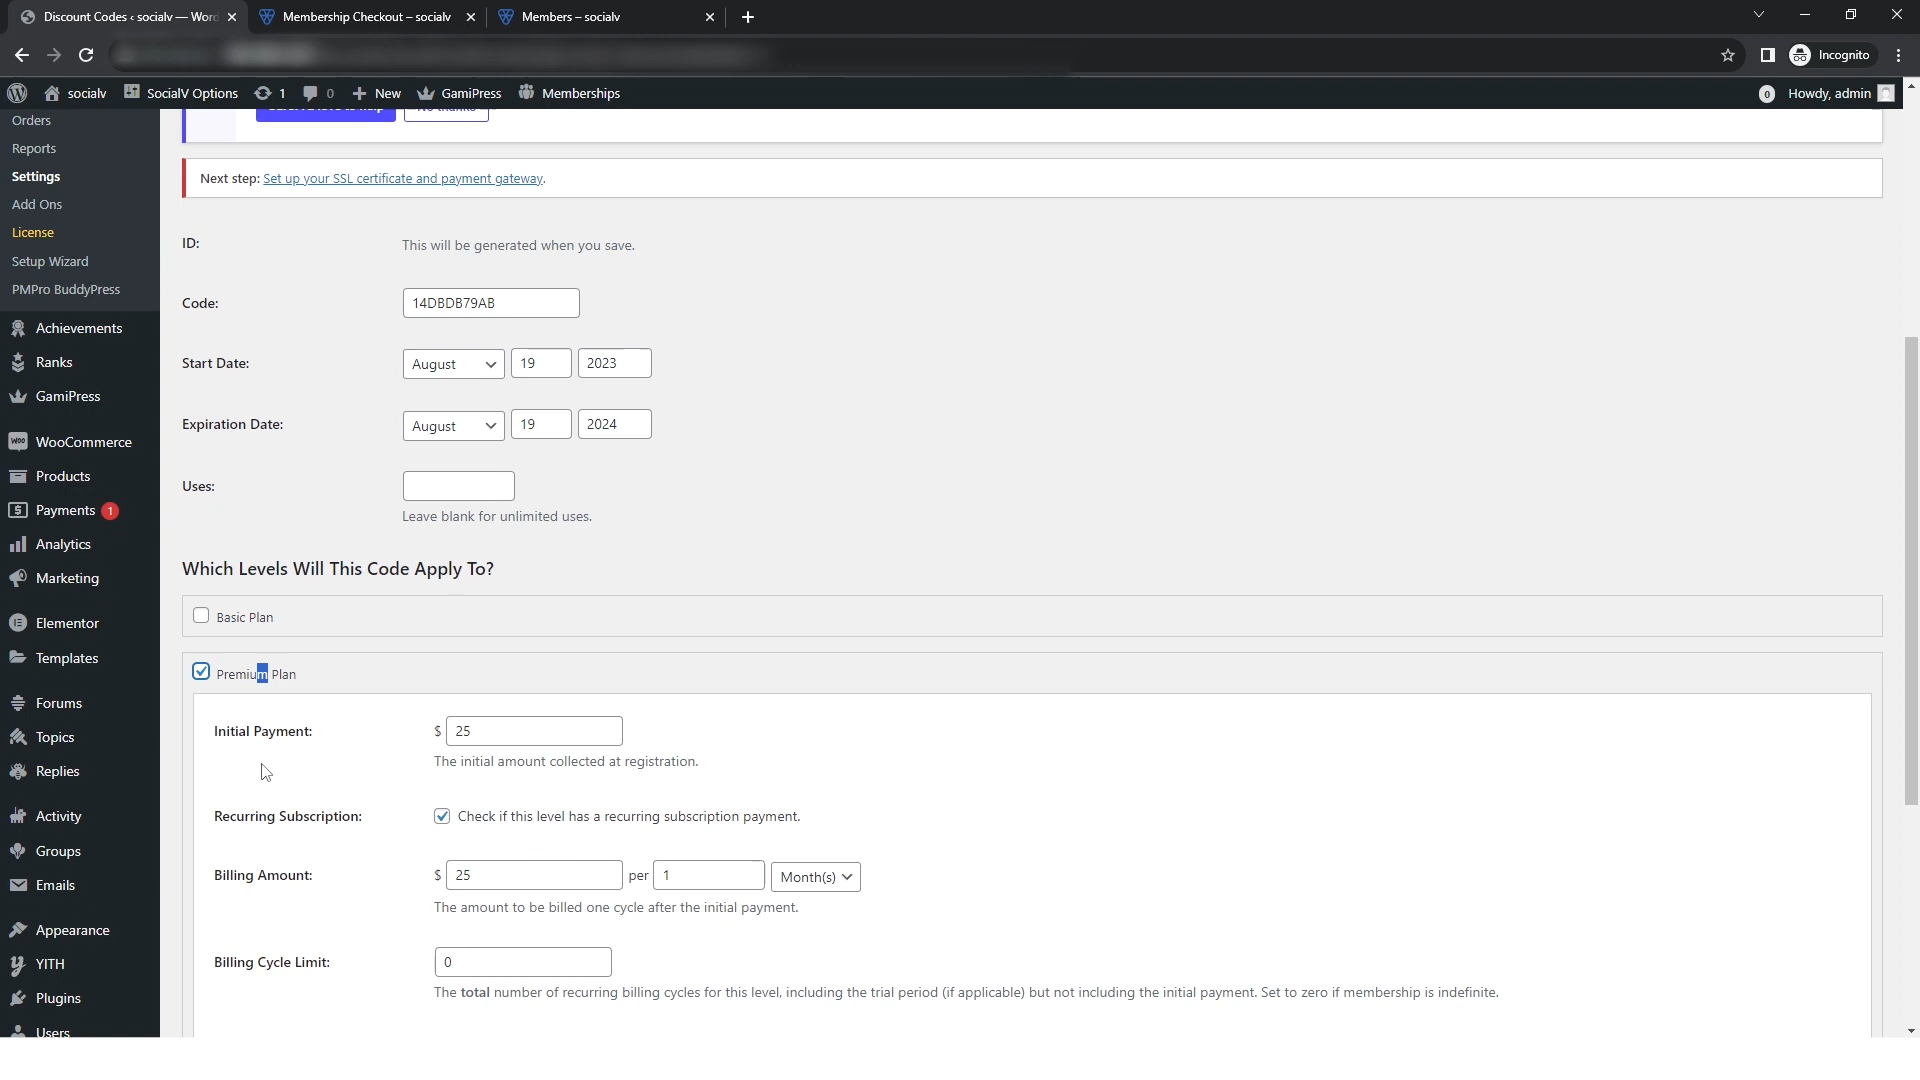 Discount Codes ‹ socialv — Word
Membership Checkout – socialv
Members – socialv
Incognito
socialv
SocialV Options
1
0
New
GamiPress
Memberships
0
Howdy, admin
Orders
Reports
Settings
Add Ons
License
Setup Wizard
PMPro BuddyPress
Achievements
Ranks
GamiPress
WooCommerce
Products
Payments 1
Analytics
Marketing
Elementor
Templates
Forums
Topics
Replies
Activity
Groups
Emails
Appearance
YITH
Plugins
Users
Next step: Set up your SSL certificate and payment gateway.
ID:
This will be generated when you save.
Code:
14DBDB79AB
Start Date:
August 19 2023
Expiration Date:
August 19 2024
Uses:
Leave blank for unlimited uses.
Which Levels Will This Code Apply To?
Basic Plan
Premium Plan
Initial Payment:
$ 25
The initial amount collected at registration.
Recurring Subscription:
Check if this level has a recurring subscription payment.
Billing Amount:
$ 25 per 1 Month(s)
The amount to be billed one cycle after the initial payment.
Billing Cycle Limit:
0
The total number of recurring billing cycles for this level, including the trial period (if applicable) but not including the initial payment. Set to zero if membership is indefinite.